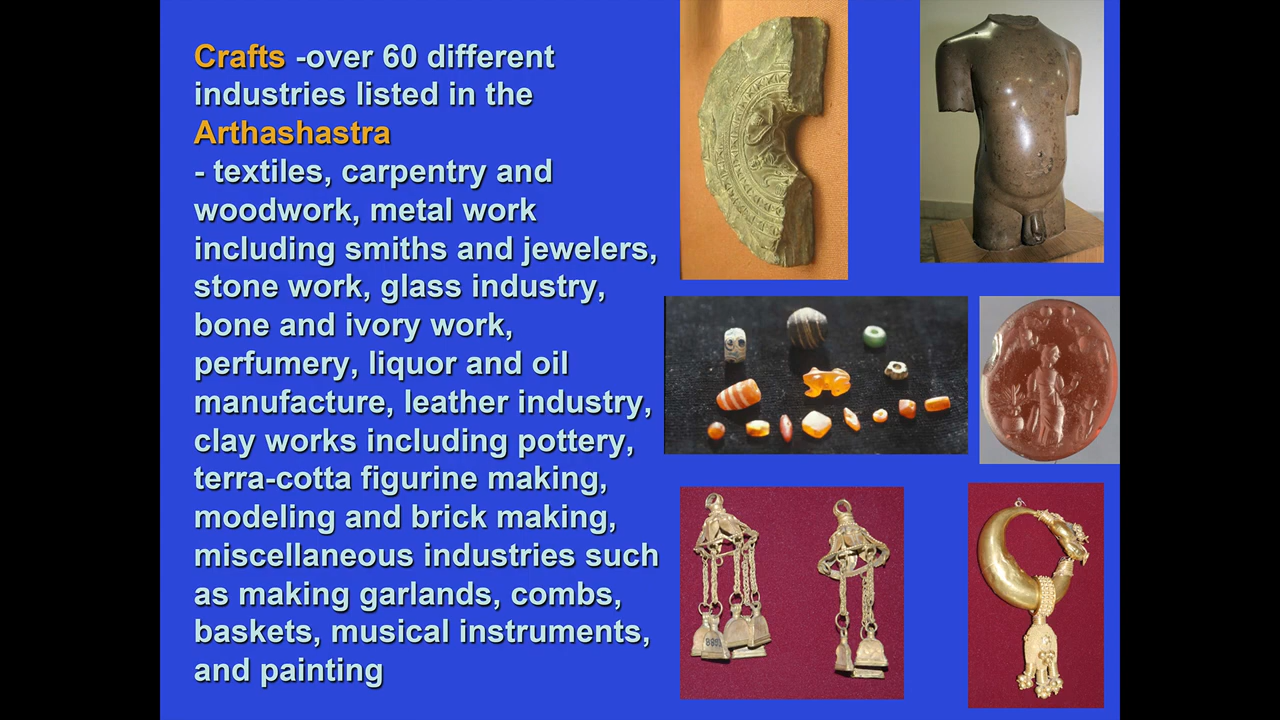 Crafts -over 60 different
industries listed in the
Arthashastra
- textiles, carpentry and
woodwork, metal work
including smiths and jewelers,
stone work, glass industry,
bone and ivory work,
perfumery, liquor and oil
manufacture, leather industry,
clay works including pottery,
terra-cotta figurine making,
modeling and brick making,
miscellaneous industries such
as making garlands, combs,
baskets, musical instruments,
and painting